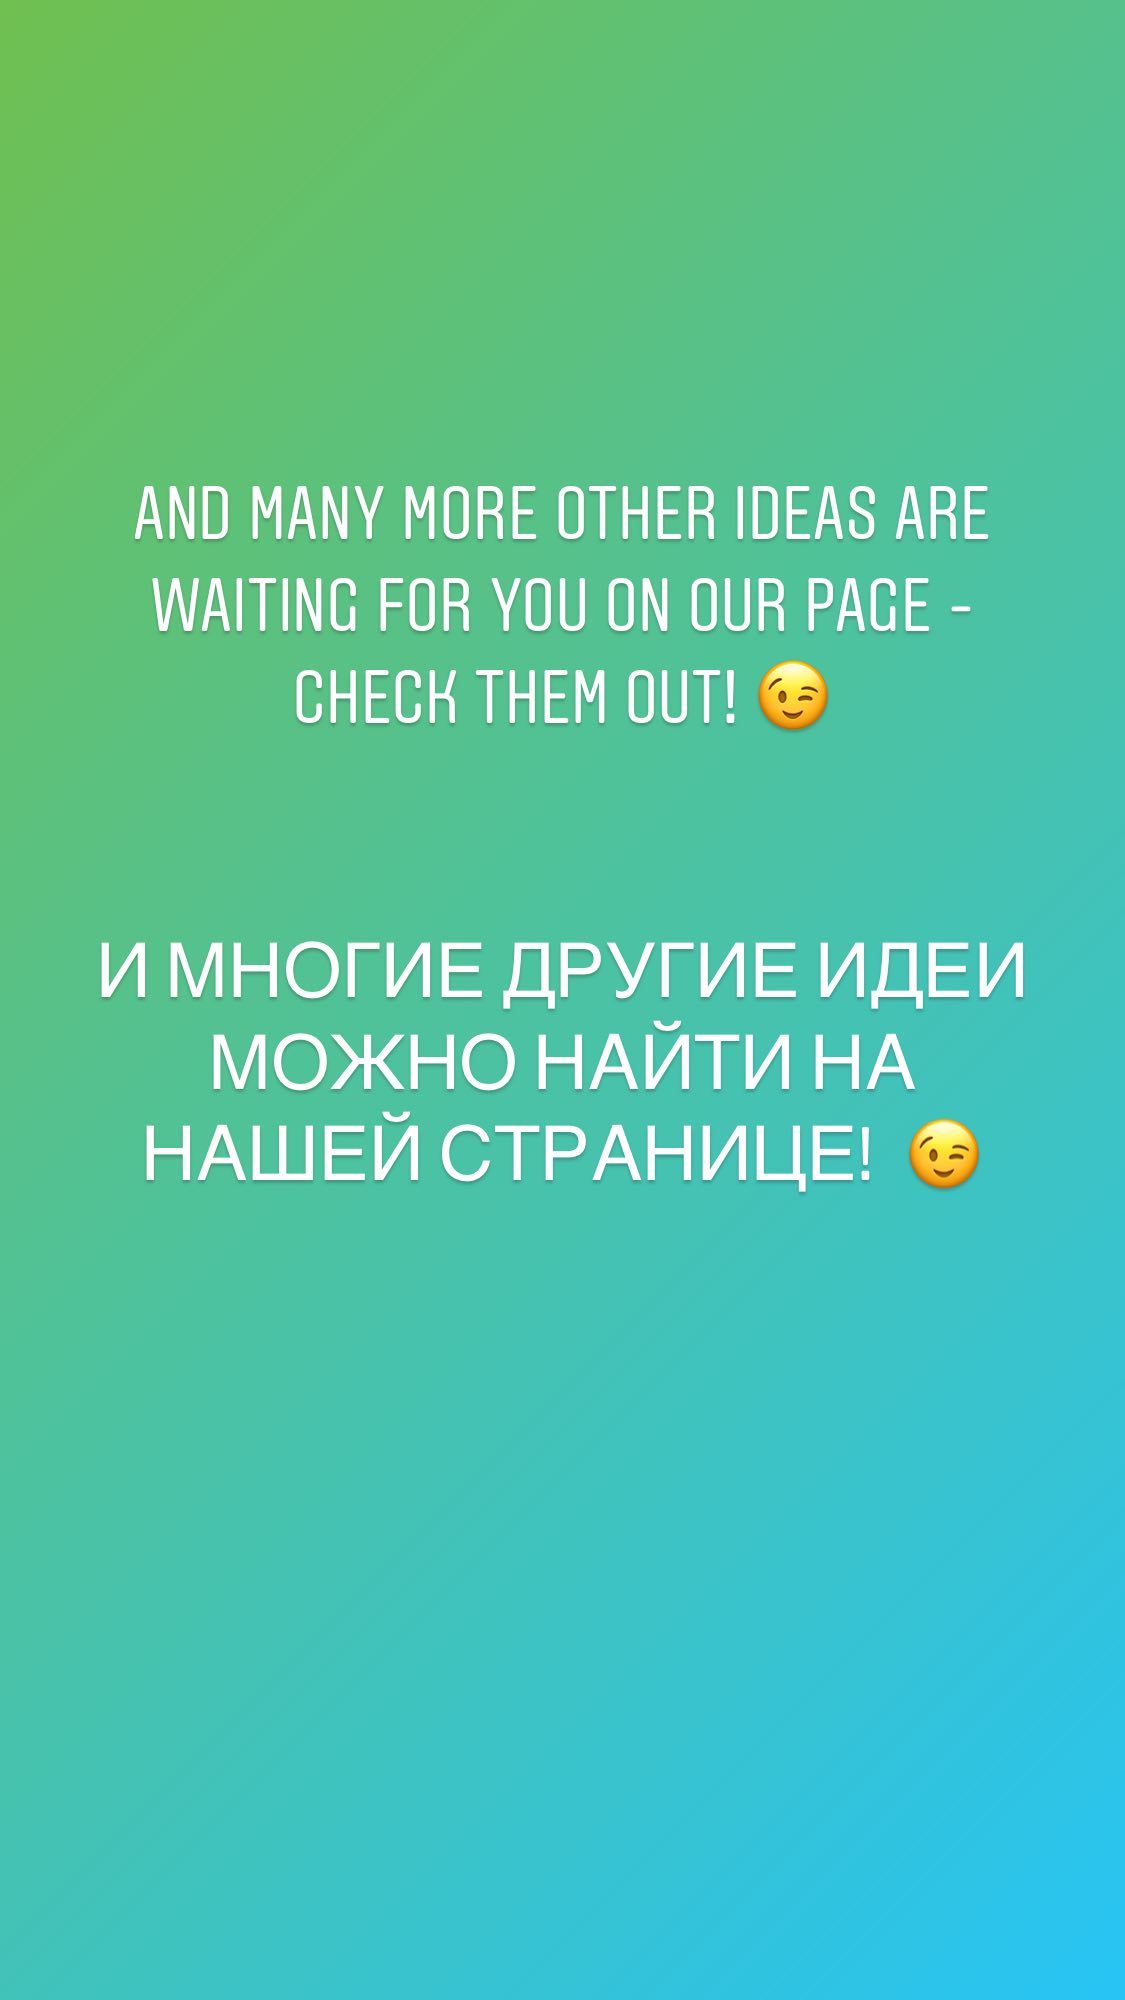 AND MANY MORE OTHER IDEAS ARE
WAITING FOR YOU ON OUR PAGE -
CHECK THEM OUT! 😉
И МНОГИЕ ДРУГИЕ ИДЕИ
МОЖНО НАЙТИ НА
НАШЕЙ СТРАНИЦЕ! 😉